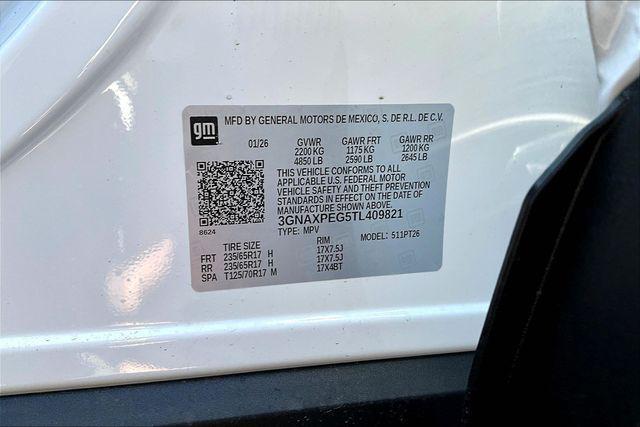 gm MFD BY GENERAL MOTORS DE MEXICO, S. DE R.L. DE C.V.
01/26 GVWR GAWR FRT GAWR RR
2200 KG 1175 KG 1200 KG
4850 LB 2590 LB 2645 LB
THIS VEHICLE CONFORMS TO ALL
APPLICABLE U.S. FEDERAL MOTOR
VEHICLE SAFETY AND THEFT PREVENTION
STANDARDS IN EFFECT ON THE DATE OF
MANUFACTURE SHOWN ABOVE.
3GNAXPEG5TL409821
8624
TYPE: MPV MODEL: 511PT26
TIRE SIZE RIM
FRT 235/65R17 H 17X7.5J
RR 235/65R17 H 17X7.5J
SPA T125/70R17 M 17X4BT